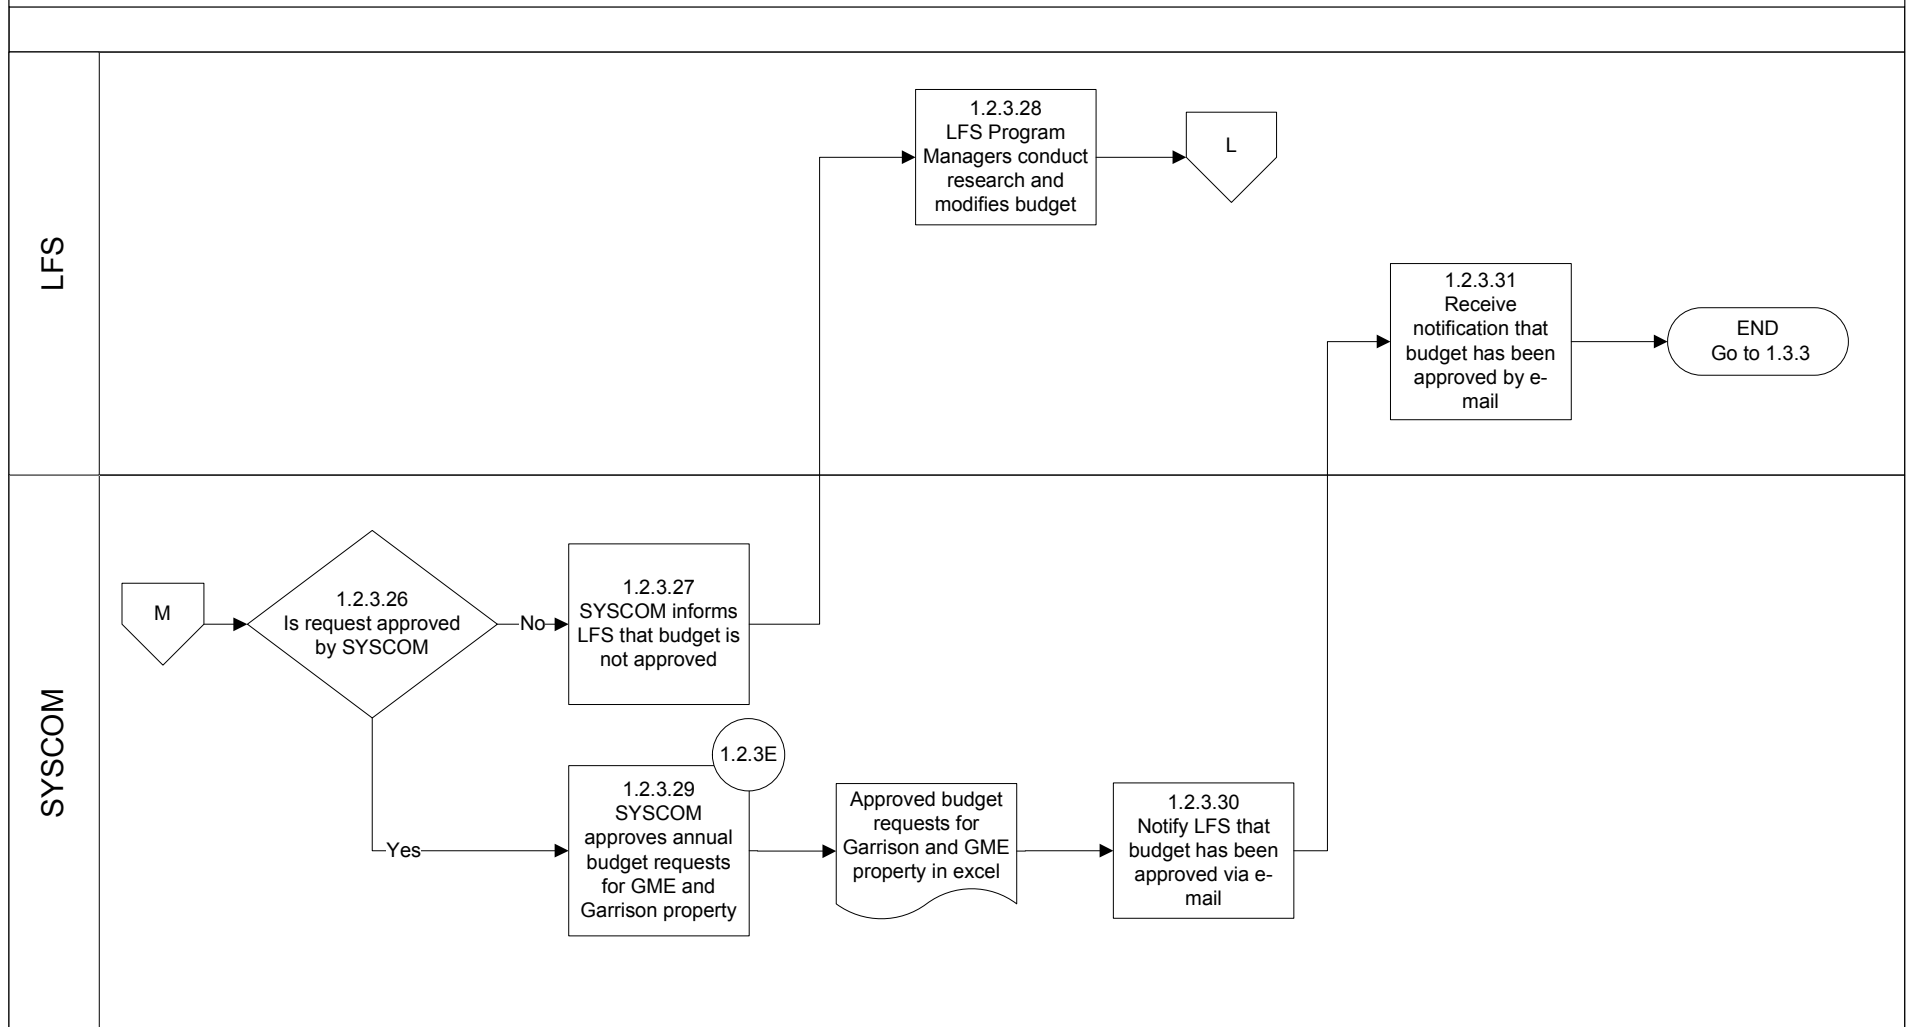 LFS
1.2.3.28
LFS Program
Managers conduct
research and
modifies budget
L
1.2.3.31
Receive
notification that
budget has been
approved by e-
mail
END
Go to 1.3.3
SYSCOM
M
1.2.3.26
Is request approved
by SYSCOM
No
1.2.3.27
SYSCOM informs
LFS that budget is
not approved
Yes
1.2.3E
1.2.3.29
SYSCOM
approves annual
budget requests
for GME and
Garrison property
Approved budget
requests for
Garrison and GME
property in excel
1.2.3.30
Notify LFS that
budget has been
approved via e-
mail